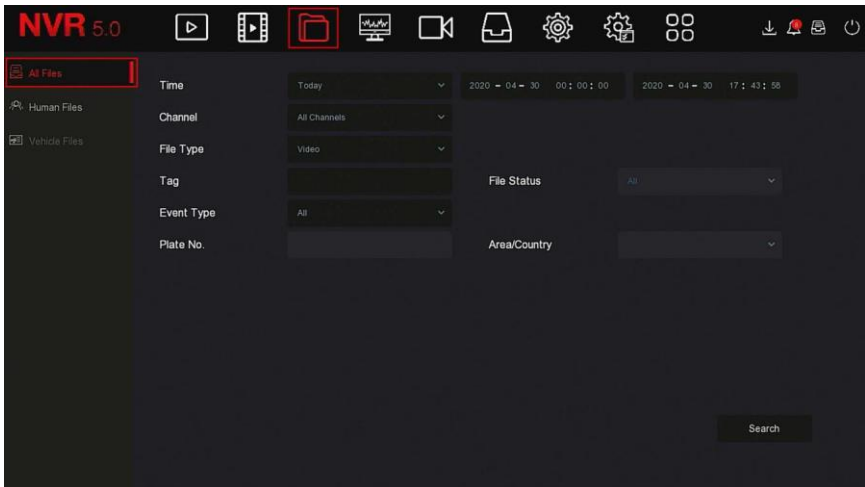 NVR 5.0
All Files
Human Files
Vehicle Files
Time Today 2020 - 04 - 30 00 : 00 : 00 2020 - 04 - 30 17 : 43 : 58
Channel All Channels
File Type Video
Tag File Status All
Event Type All
Plate No. Area/Country
Search